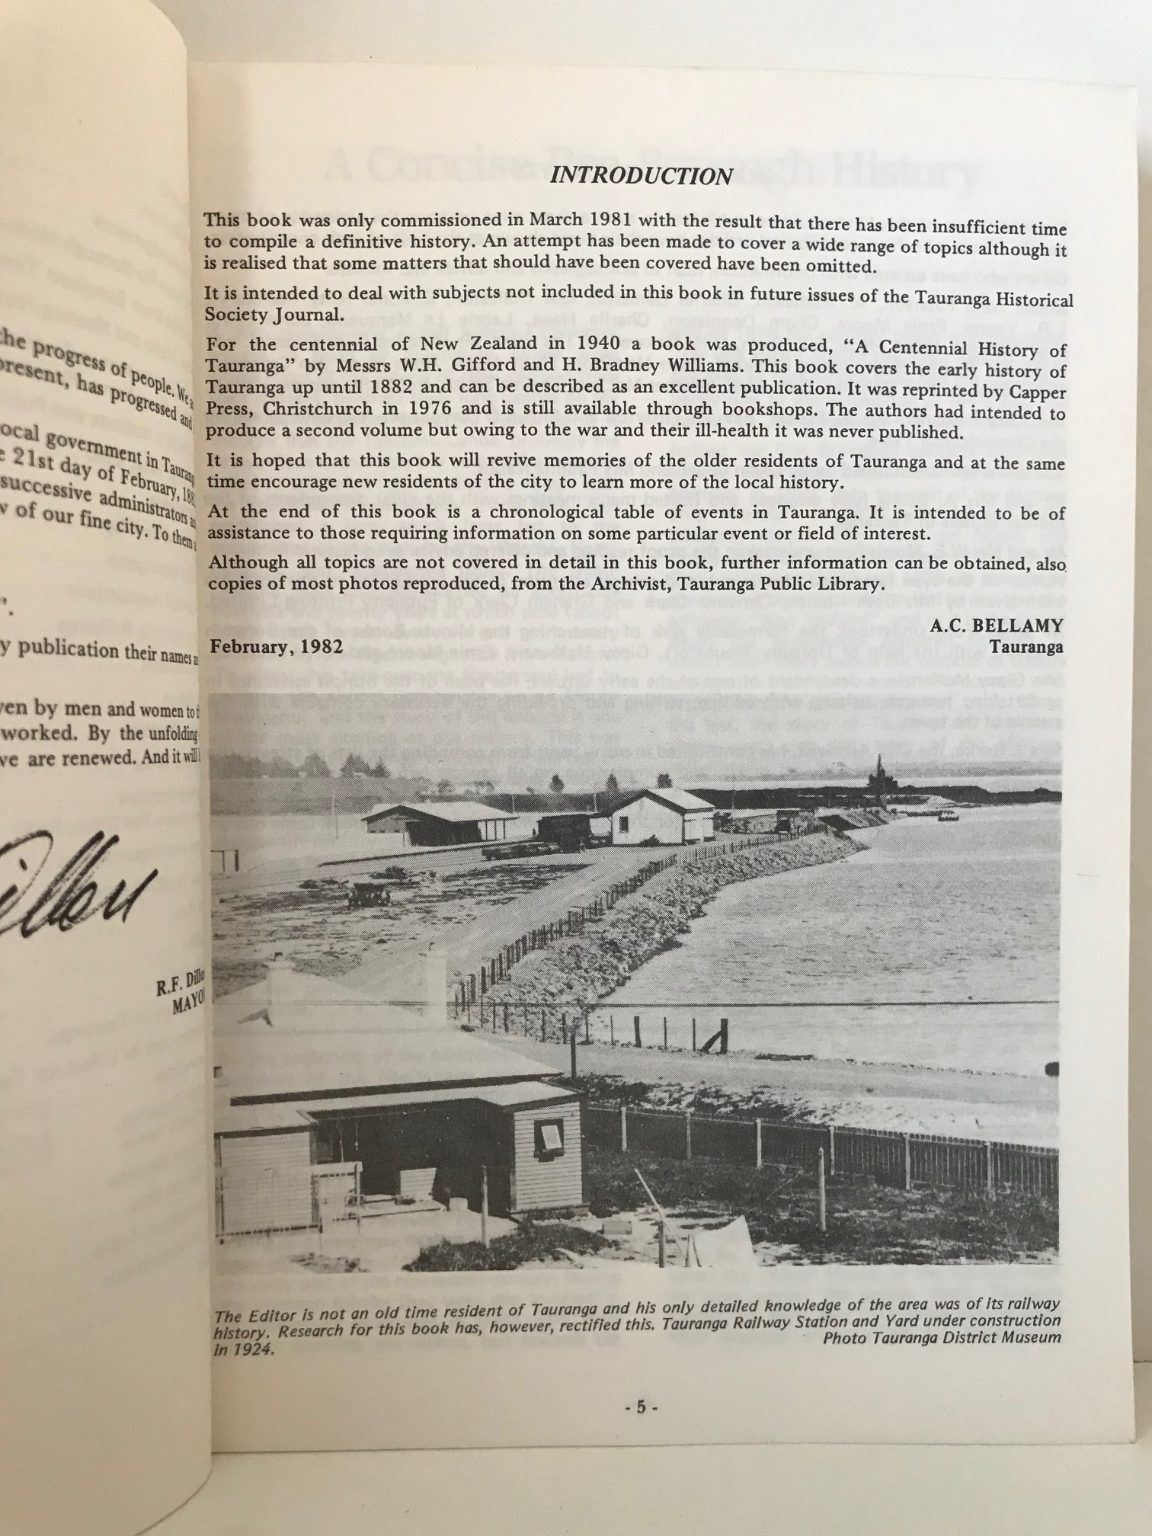 he progress of people. We
present, has progressed and
ocal government in
21st day of February,
successive administrators
of our fine city. To them
".
y publication their names
ven by men and women to
worked. By the unfolding
ve are renewed. And it will
R.F. Dillo
MAYO
INTRODUCTION
This book was only commissioned in March 1981 with the result that there has been insufficient time
to compile a definitive history. An attempt has been made to cover a wide range of topics although it
is realised that some matters that should have been covered have been omitted.
It is intended to deal with subjects not included in this book in future issues of the Tauranga Historical
Society Journal.
For the centennial of New Zealand in 1940 a book was produced, “A Centennial History of
Tauranga” by Messrs W.H. Gifford and H. Bradney Williams. This book covers the early history of
Tauranga up until 1882 and can be described as an excellent publication. It was reprinted by Capper
Press, Christchurch in 1976 and is still available through bookshops. The authors had intended to
produce a second volume but owing to the war and their ill-health it was never published.
It is hoped that this book will revive memories of the older residents of Tauranga and at the same
time encourage new residents of the city to learn more of the local history.
At the end of this book is a chronological table of events in Tauranga. It is intended to be of
assistance to those requiring information on some particular event or field of interest.
Although all topics are not covered in detail in this book, further information can be obtained, also
copies of most photos reproduced, from the Archivist, Tauranga Public Library.
A.C. BELLAMY
February, 1982 Tauranga
The Editor is not an old time resident of Tauranga and his only detailed knowledge of the area was of its railway
history. Research for this book has, however, rectified this. Tauranga Railway Station and Yard under construction
in 1924. Photo Tauranga District Museum
- 5 -